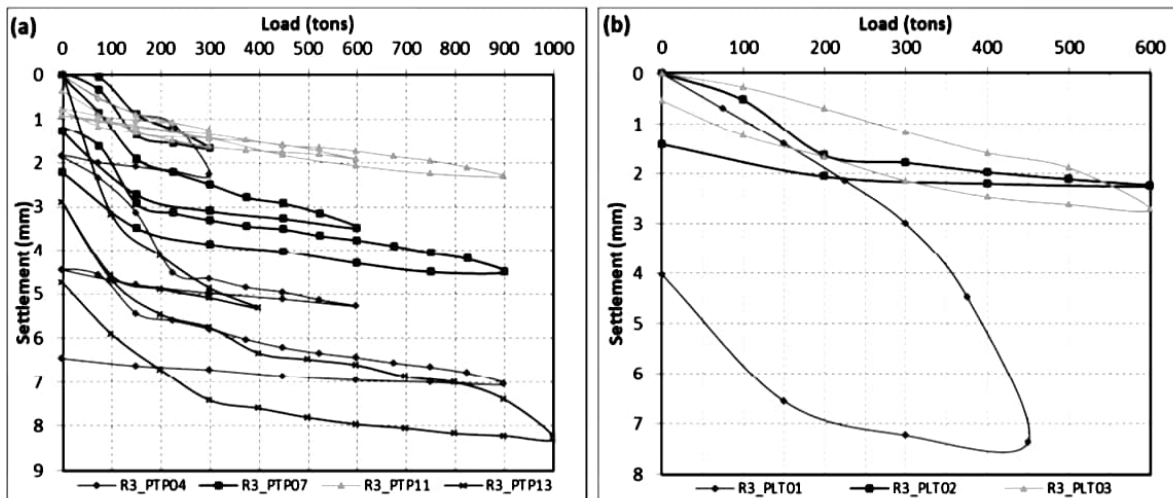 (a)
Load (tons)
0 100 200 300 400 500 600 700 800 900 1000
Settlement (mm)
0
1
2
3
4
5
6
7
8
9
R3_PTP04 R3_PTP07 R3_PTP11 R3_PTP13
(b)
Load (tons)
0 100 200 300 400 500 600
Settlement (mm)
0
1
2
3
4
5
6
7
8
R3_PLT01 R3_PLT02 R3_PLT03